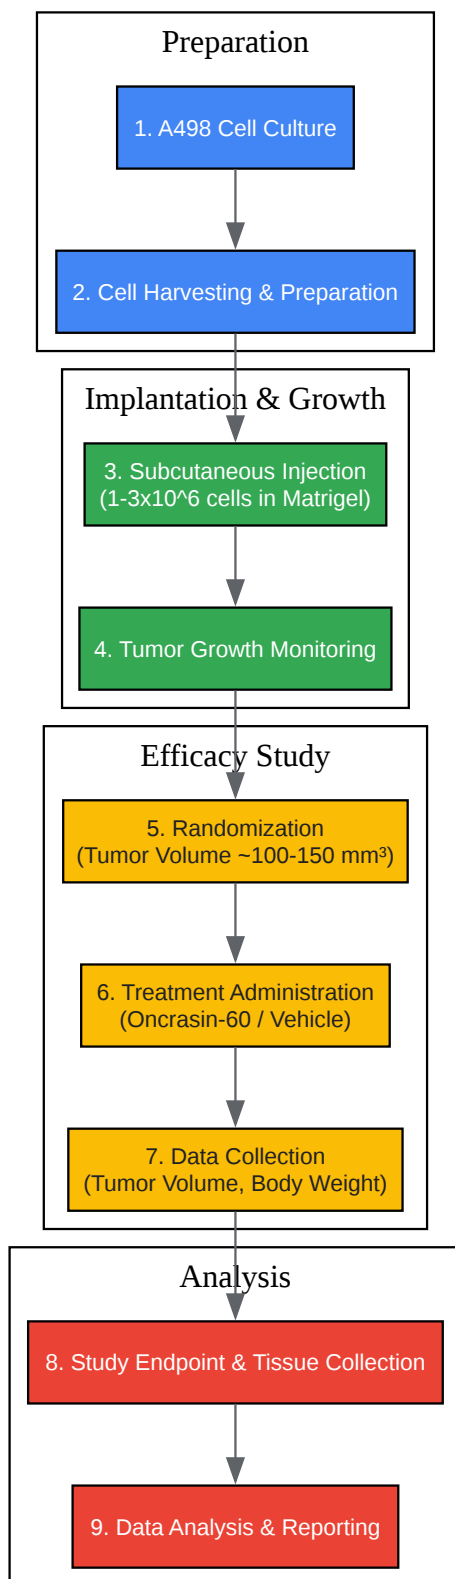 Preparation
1. A498 Cell Culture
2. Cell Harvesting & Preparation
Implantation & Growth
3. Subcutaneous Injection
(1-3x10^6 cells in Matrigel)
4. Tumor Growth Monitoring
Efficacy Study
5. Randomization
(Tumor Volume ~100-150 mm³)
6. Treatment Administration
(Oncrasin-60 / Vehicle)
7. Data Collection
(Tumor Volume, Body Weight)
Analysis
8. Study Endpoint & Tissue Collection
9. Data Analysis & Reporting